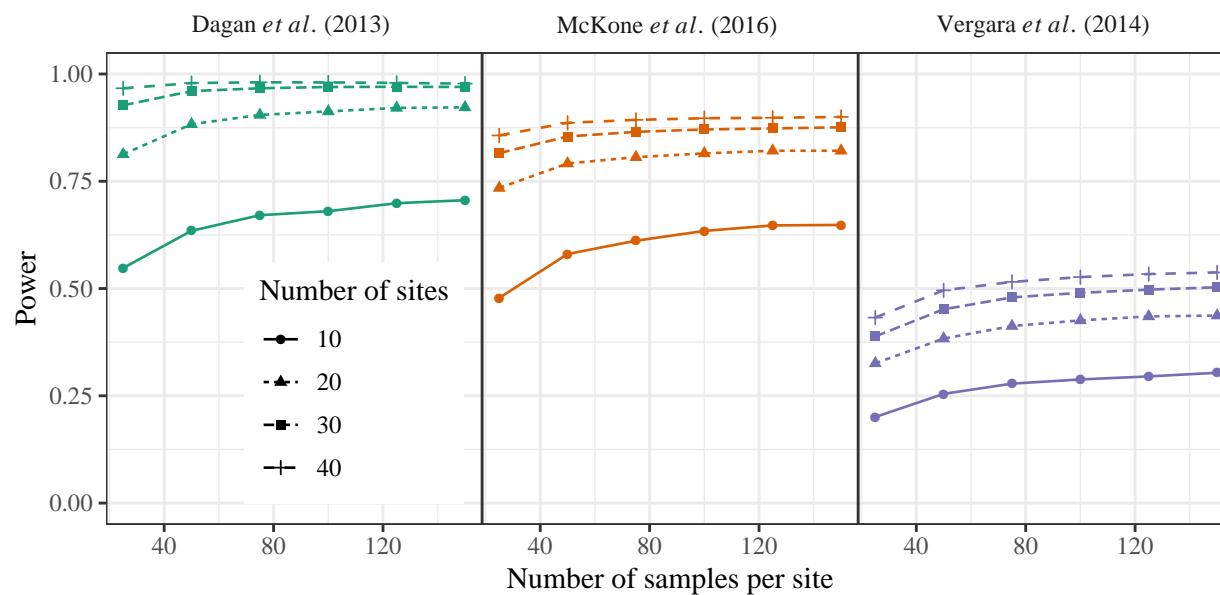 Dagan et al. (2013)
McKone et al. (2016)
Vergara et al. (2014)
1.00
0.75
0.50
0.25
0.00
Power
Number of sites
10
20
30
40
40 80 120
40 80 120
40 80 120
Number of samples per site